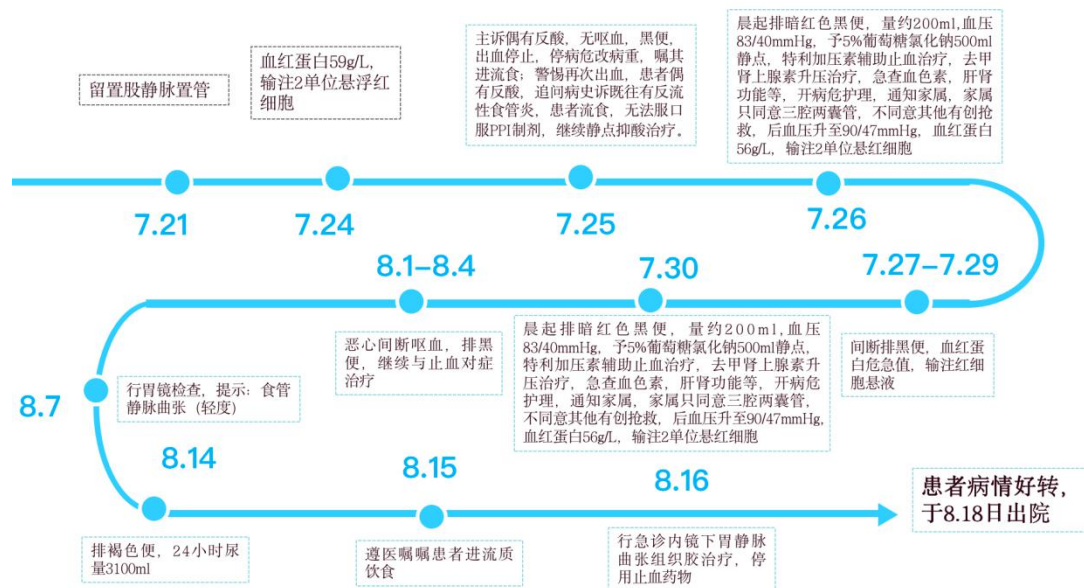 留置股静脉置管
血红蛋白59g/L,
输注2单位悬浮红
细胞
主诉偶有反酸，无呕血，黑便，
出血停止，停病危改病重，嘱其
进流食；警惕再次出血，患者偶
有反酸，追问病史诉既往有反流
性食管炎，患者流食，无法服口
服PPI制剂，继续静点抑酸治疗。
晨起排暗红色黑便，量约200ml,血压
83/40mmHg，予5%葡萄糖氯化钠500ml
静点，特利加压素辅助止血治疗，去甲
肾上腺素升压治疗，急查血色素，肝肾
功能等，开病危护理，通知家属，家属
只同意三腔两囊管，不同意其他有创抢
救，后血压升至90/47mmHg，血红蛋白
56g/L，输注2单位悬红细胞
7.21
7.24
7.25
7.26
8.1–8.4
7.30
7.27–7.29
恶心间断呕血，排黑
便，继续与止血对症
治疗
晨起排暗红色黑便，量约200ml,血压
83/40mmHg，予5%葡萄糖氯化钠500ml静点，
特利加压素辅助止血治疗，去甲肾上腺素升
压治疗，急查血色素，肝肾功能等，开病危
护理，通知家属，家属只同意三腔两囊管，
不同意其他有创抢救，后血压升至90/47mmHg,
血红蛋白56g/L，输注2单位悬红细胞
间断排黑便，血红蛋
白危急值，输注红细
胞悬液
8.7
行胃镜检查，提示：食管
静脉曲张（轻度）
8.14
8.15
8.16
患者病情好转，
于8.18日出院
排褐色便，24小时尿
量3100ml
遵医嘱嘱患者进流质
饮食
行急诊内镜下胃静脉
曲张组织胶治疗，停
用止血药物